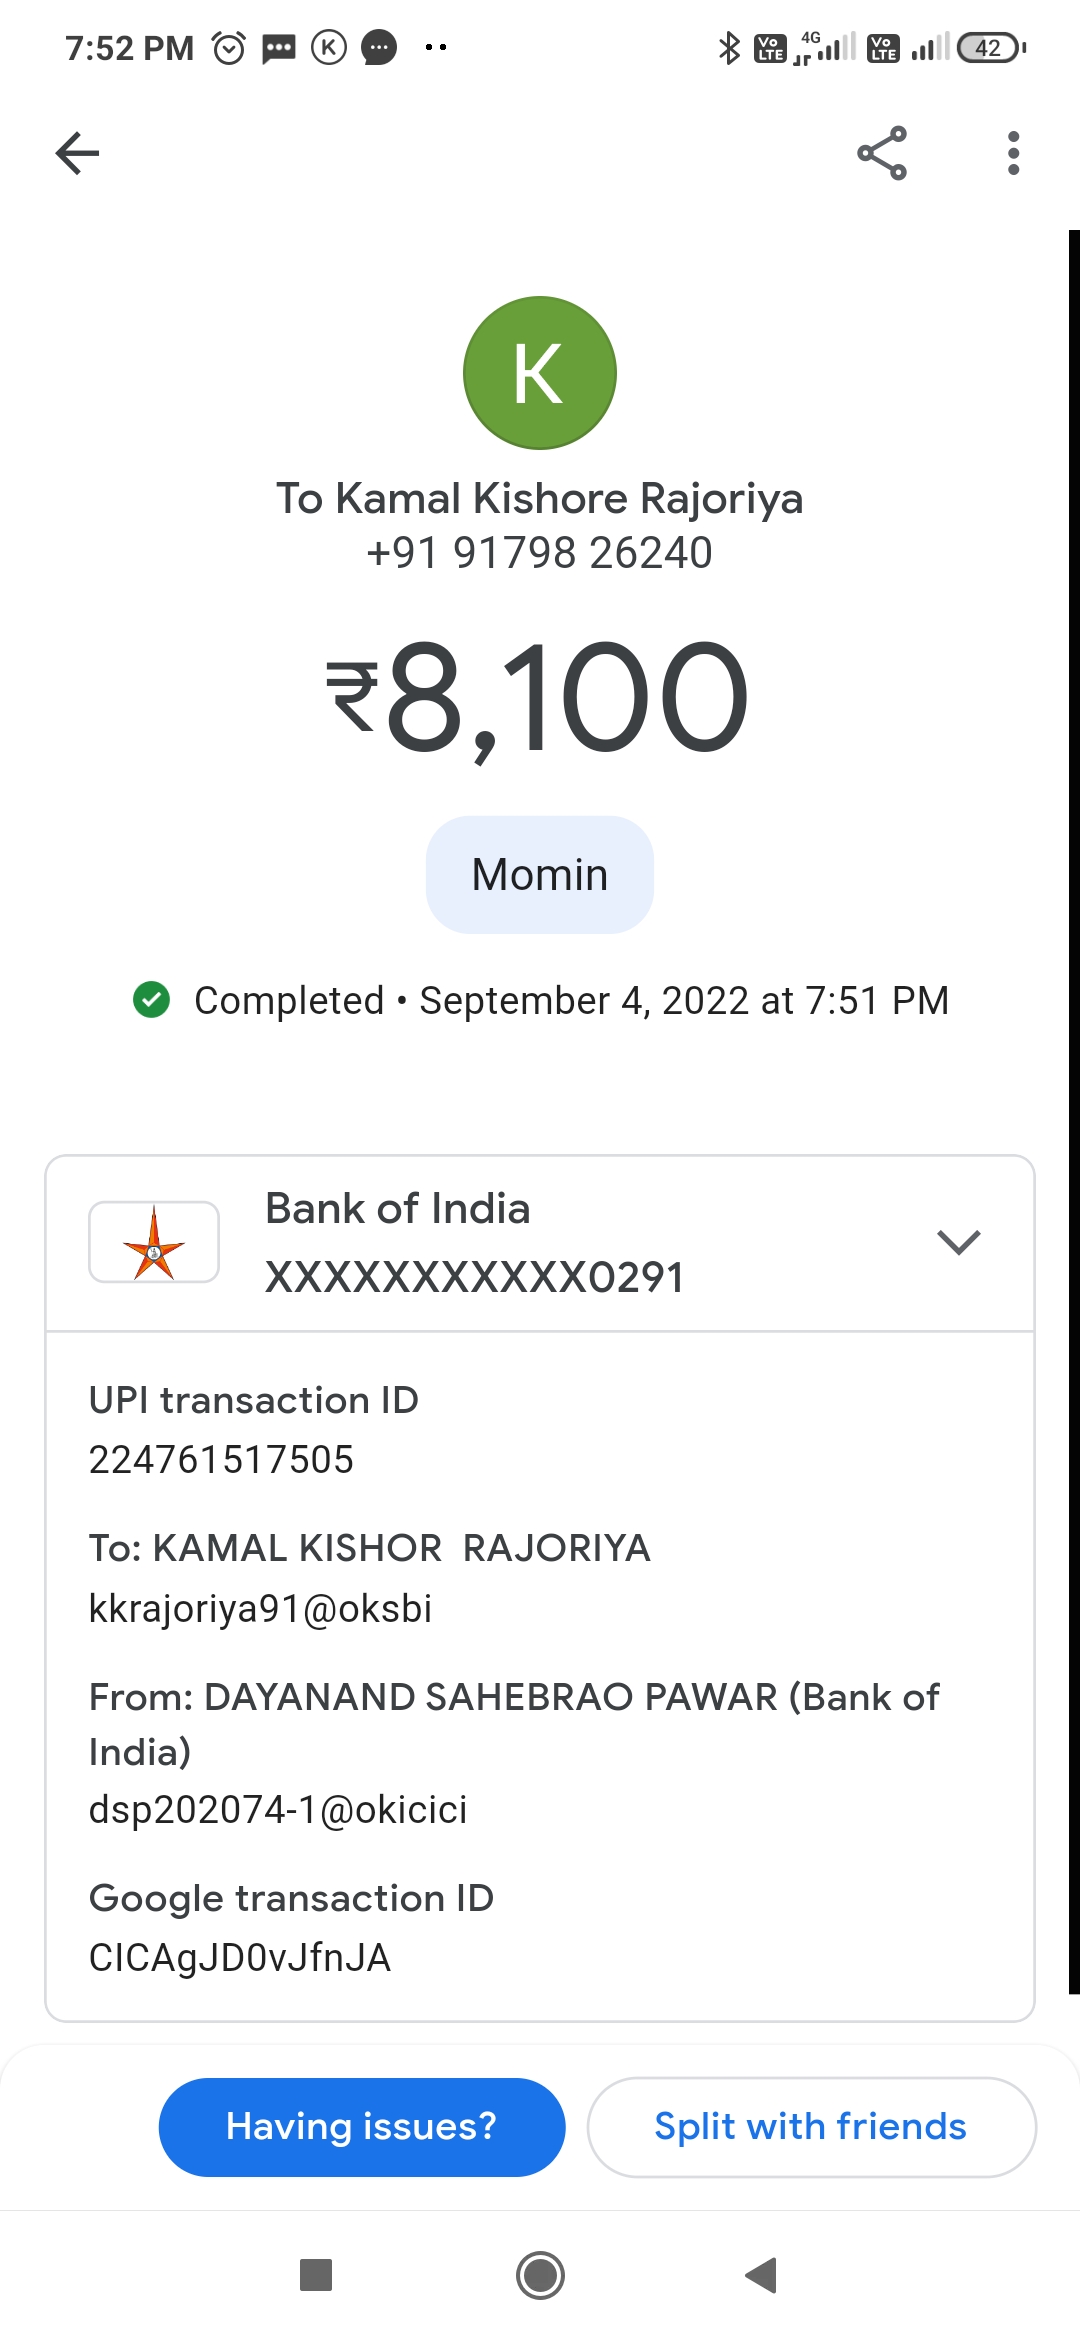 7:52 PM
4G
Vo LTE
Vo LTE
42
K
To Kamal Kishore Rajoriya
+91 91798 26240
₹8,100
Momin
Completed • September 4, 2022 at 7:51 PM
Bank of India
XXXXXXXXXXX0291
UPI transaction ID
224761517505
To: KAMAL KISHOR  RAJORIYA
kkrajoriya91@oksbi
From: DAYANAND SAHEBRAO PAWAR (Bank of
India)
dsp202074-1@okicici
Google transaction ID
CICAgJD0vJfnJA
Having issues?
Split with friends